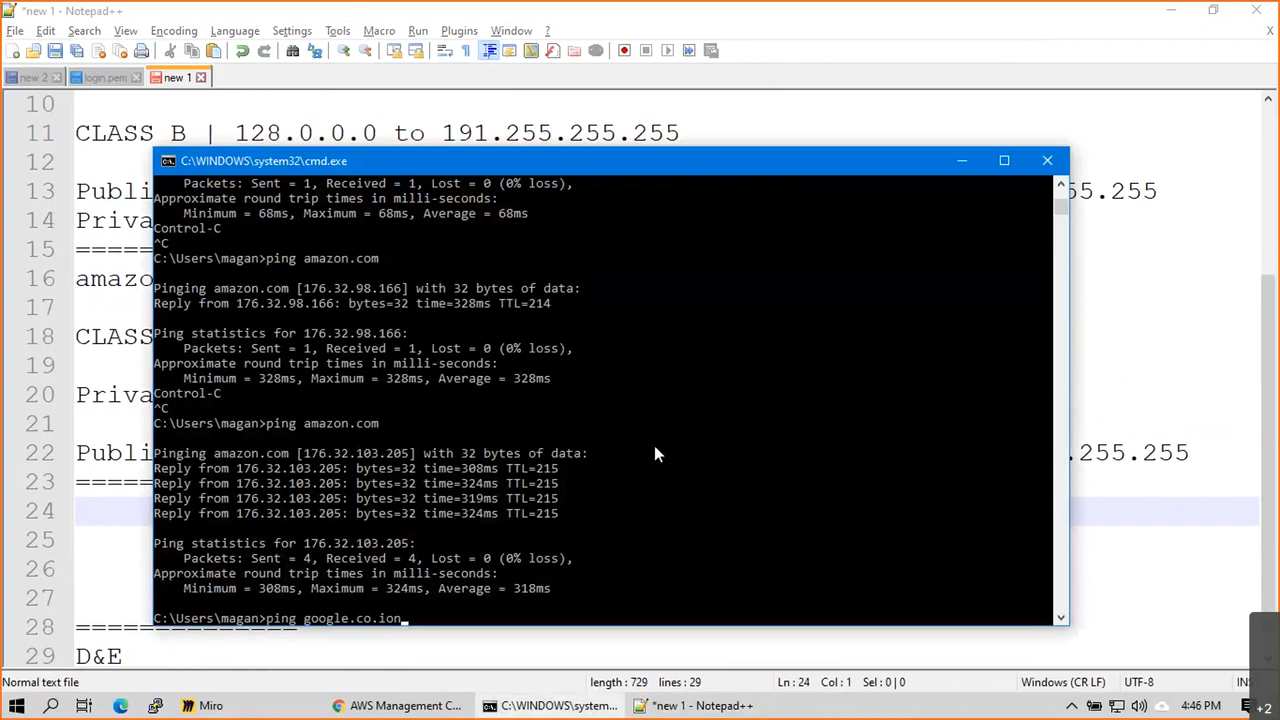 *new 1 - Notepad++
File Edit Search View Encoding Language Settings Tools Macro Run Plugins Window ? X
new 2 login.pem new 1
10
11 CLASS B | 128.0.0.0 to 191.255.255.255
12
C:\WINDOWS\system32\cmd.exe
13 Publi 55.255
14 Priva
15 =====
16 amazo
17
18 CLASS
19
20 Priva
21
22 Publi .255.255
23 =====
24
25
26
27
28 ===============
29 D&E
Packets: Sent = 1, Received = 1, Lost = 0 (0% loss),
Approximate round trip times in milli-seconds:
Minimum = 68ms, Maximum = 68ms, Average = 68ms
Control-C
^C
C:\Users\magan>ping amazon.com
Pinging amazon.com [176.32.98.166] with 32 bytes of data:
Reply from 176.32.98.166: bytes=32 time=328ms TTL=214
Ping statistics for 176.32.98.166:
Packets: Sent = 1, Received = 1, Lost = 0 (0% loss),
Approximate round trip times in milli-seconds:
Minimum = 328ms, Maximum = 328ms, Average = 328ms
Control-C
^C
C:\Users\magan>ping amazon.com
Pinging amazon.com [176.32.103.205] with 32 bytes of data:
Reply from 176.32.103.205: bytes=32 time=308ms TTL=215
Reply from 176.32.103.205: bytes=32 time=324ms TTL=215
Reply from 176.32.103.205: bytes=32 time=319ms TTL=215
Reply from 176.32.103.205: bytes=32 time=324ms TTL=215
Ping statistics for 176.32.103.205:
Packets: Sent = 4, Received = 4, Lost = 0 (0% loss),
Approximate round trip times in milli-seconds:
Minimum = 308ms, Maximum = 324ms, Average = 318ms
C:\Users\magan>ping google.co.ion
Normal text file length : 729 lines : 29 Ln : 24 Col : 1 Sel : 0 | 0 Windows (CR LF) UTF-8 INS
Miro AWS Management C... C:\WINDOWS\system... *new 1 - Notepad++ 4:46 PM +2